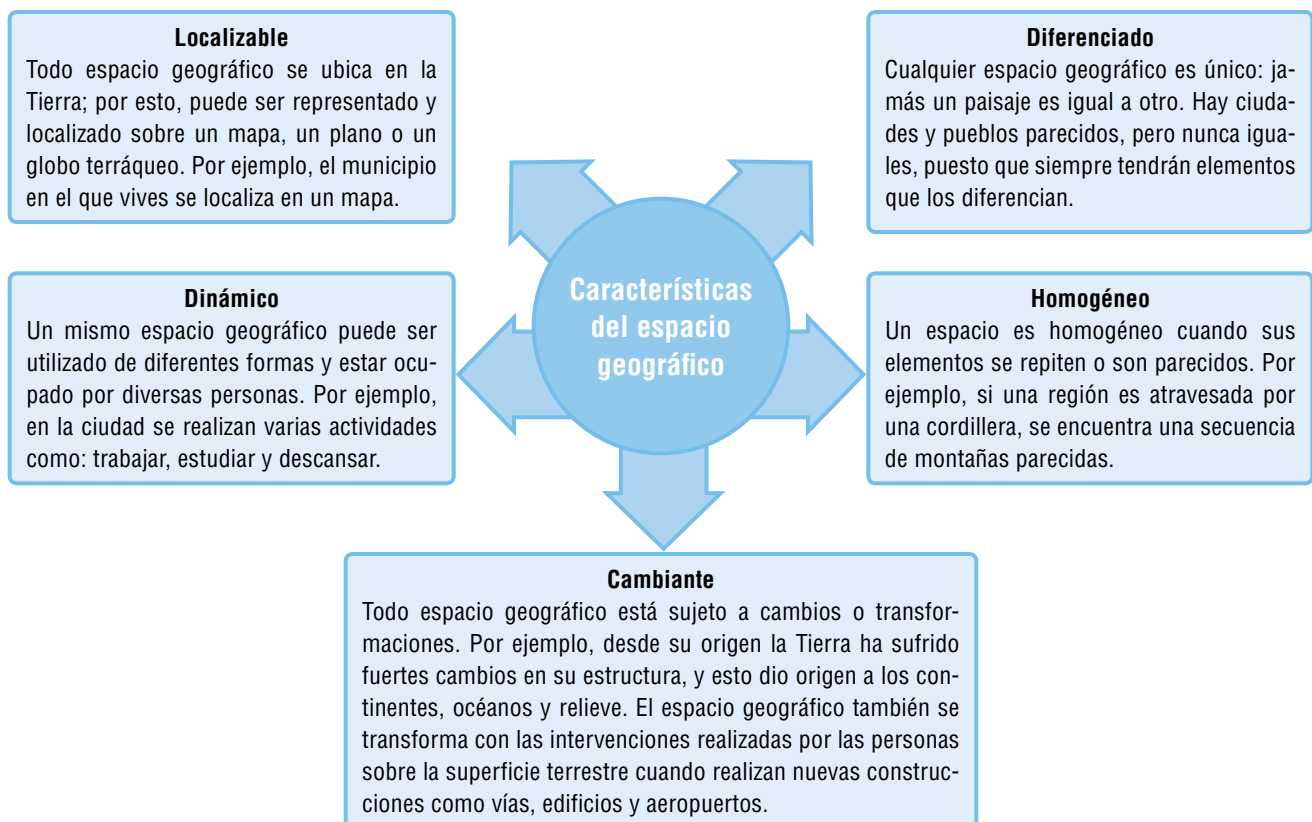 Localizable
Todo espacio geográfico se ubica en la
Tierra; por esto, puede ser representado y
localizado sobre un mapa, un plano o un
globo terráqueo. Por ejemplo, el municipio
en el que vives se localiza en un mapa.
Diferenciado
Cualquier espacio geográfico es único: ja-
más un paisaje es igual a otro. Hay ciuda-
des y pueblos parecidos, pero nunca igua-
les, puesto que siempre tendrán elementos
que los diferencian.
Características
del espacio
geográfico
Dinámico
Un mismo espacio geográfico puede ser
utilizado de diferentes formas y estar ocu-
pado por diversas personas. Por ejemplo,
en la ciudad se realizan varias actividades
como: trabajar, estudiar y descansar.
Homogéneo
Un espacio es homogéneo cuando sus
elementos se repiten o son parecidos. Por
ejemplo, si una región es atravesada por
una cordillera, se encuentra una secuencia
de montañas parecidas.
Cambiante
Todo espacio geográfico está sujeto a cambios o transfor-
maciones. Por ejemplo, desde su origen la Tierra ha sufrido
fuertes cambios en su estructura, y esto dio origen a los con-
tinentes, océanos y relieve. El espacio geográfico también se
transforma con las intervenciones realizadas por las personas
sobre la superficie terrestre cuando realizan nuevas construc-
ciones como vías, edificios y aeropuertos.